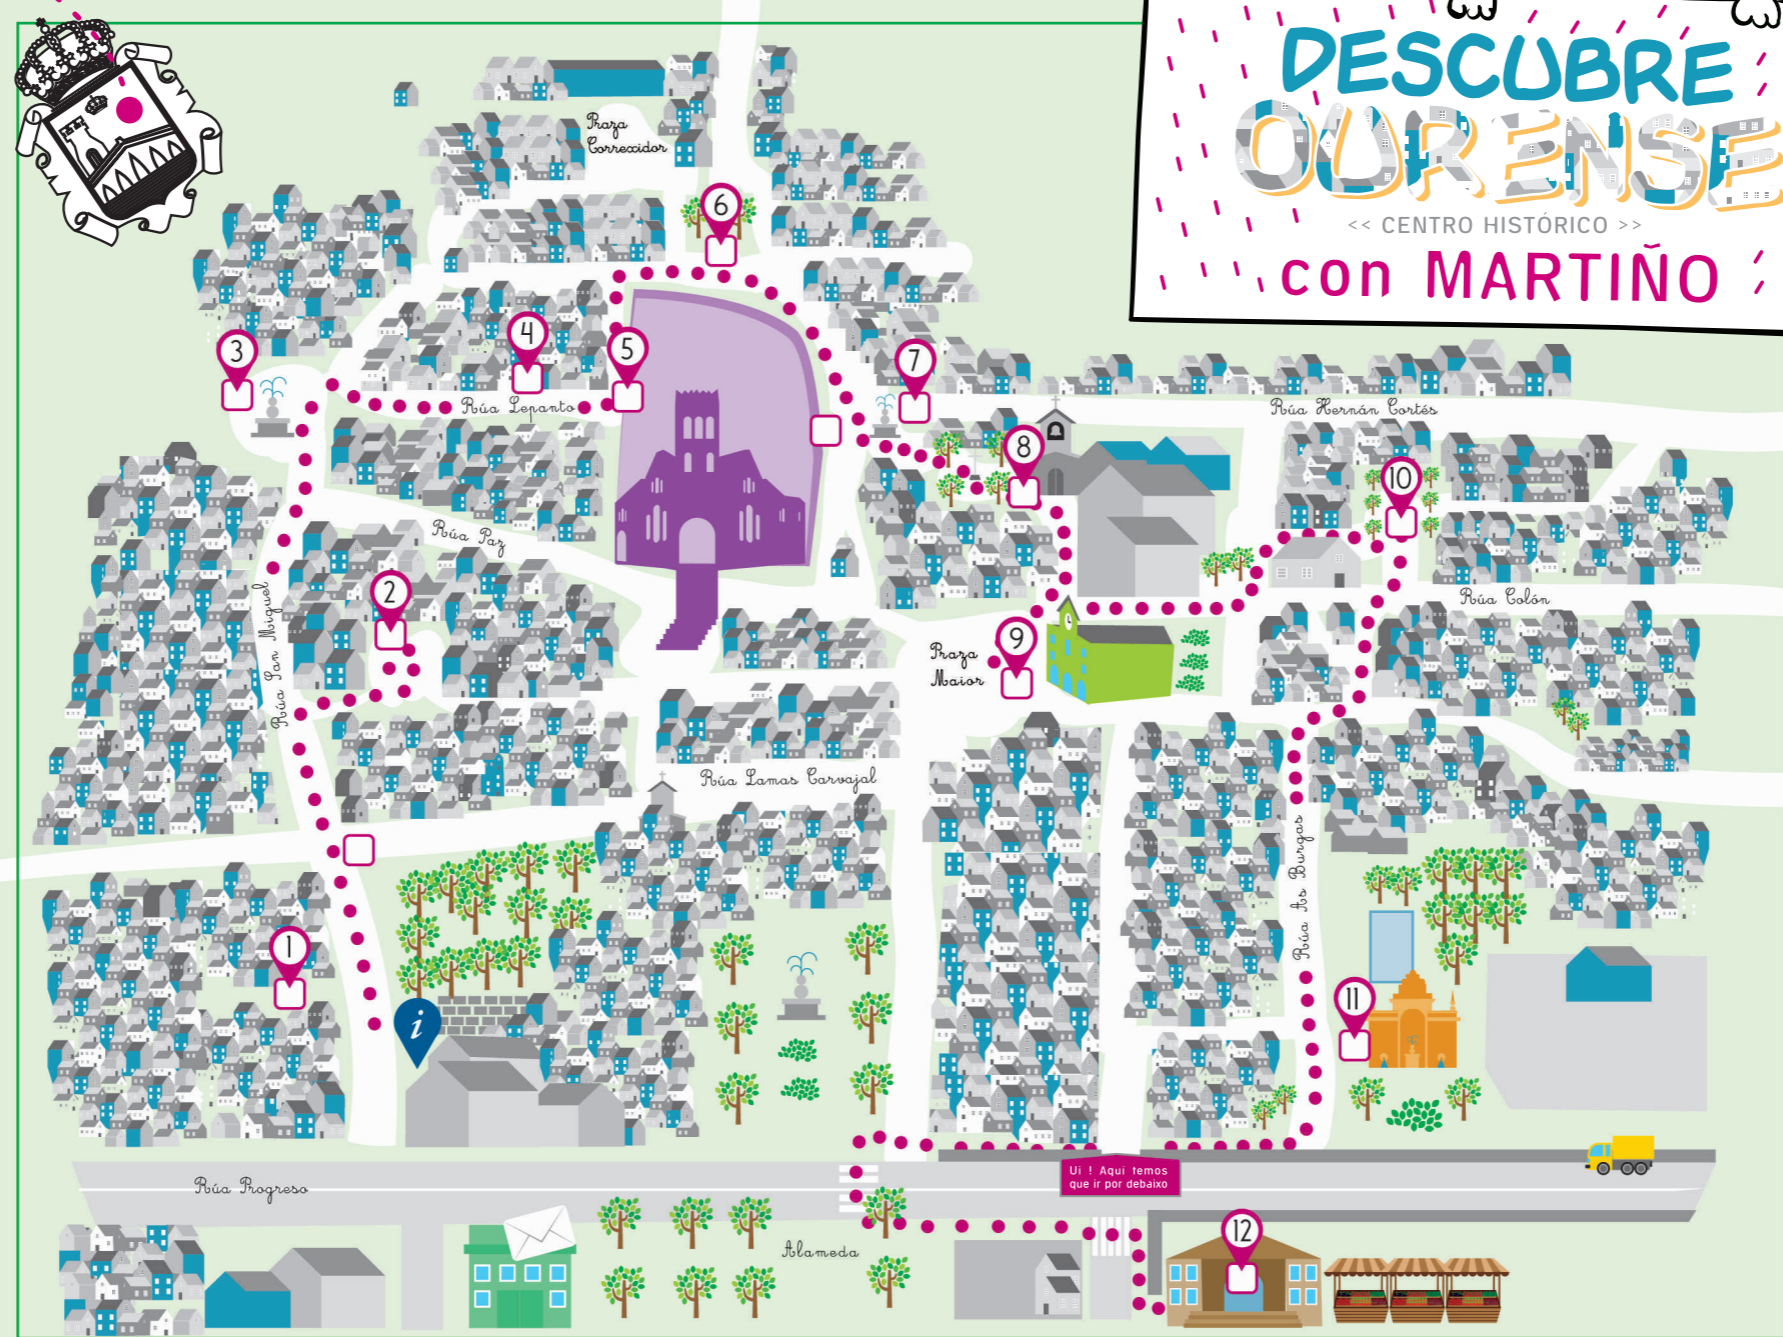 DESCUBRE
OURENSE
<< CENTRO HISTÓRICO >>
con MARTIÑO
Praza
Correxidor
6
3
4
5
7
Rúa Lepanto
Rúa Hernán Cortés
8
10
Rúa Paz
2
Rúa San Miguel
Rúa Colón
9
Praza
Maior
Rúa Lamas Carvajal
Rúa As Burgas
1
i
11
Ui ! Aquí temos
que ir por debaixo
Rúa Progreso
Alameda
12